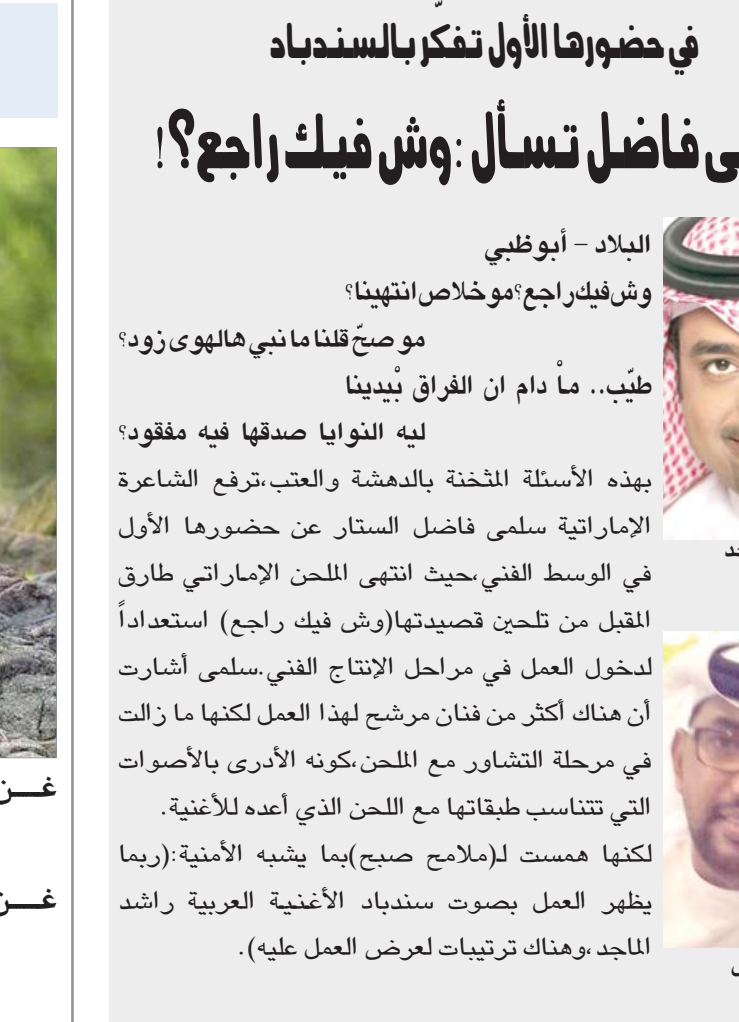 في حضورها الأول تفكّر بالسندباد
ى فاضل تسأل :وش فيك راجع؟!
البلاد – أبوظبي
وش فيك راجع؟مو خلاص انتهينا؟
مو صحّ قلنا ما نبي هالهوى زود؟
طيّب.. ماْ دام ان الفراق بْيدينا
ليه النوايا صدقها فيه مفقود؟
بهذه الأسئلة المثخنة بالدهشة والعتب،ترفع الشاعرة
الإماراتية سلمى فاضل الستار عن حضورها الأول
في الوسط الفني،حيث انتهى الملحن الإماراتي طارق
المقبل من تلحين قصيدتها(وش فيك راجع) استعداداً
لدخول العمل في مراحل الإنتاج الفني.سلمى أشارت
أن هناك أكثر من فنان مرشح لهذا العمل لكنها ما زالت
في مرحلة التشاور مع الملحن،كونه الأدرى بالأصوات
التي تتناسب طبقاتها مع اللحن الذي أعده للأغنية.
لكنها همست لـ(ملامح صبح)بما يشبه الأمنية:(ربما
يظهر العمل بصوت سندباد الأغنية العربية راشد
الماجد،وهناك ترتيبات لعرض العمل عليه).
جد
ل
غـــن
غـــن